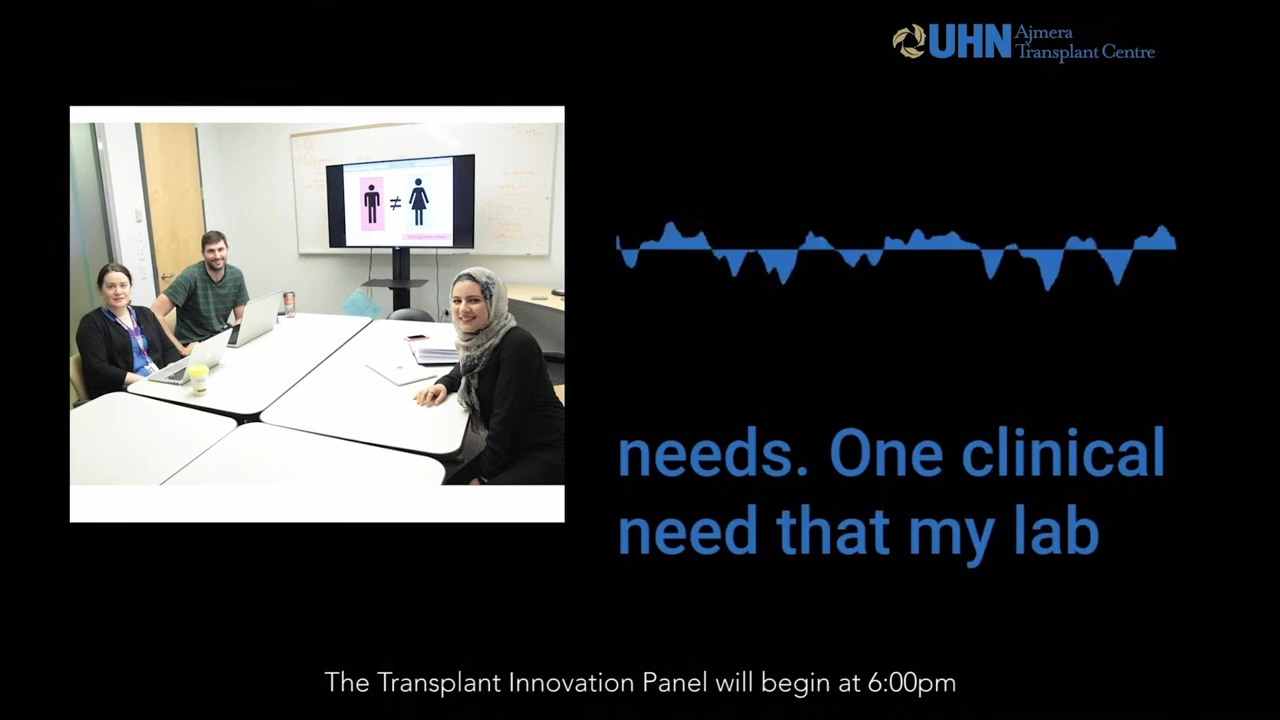 UHN Ajmera
Transplant Centre
≠
needs. One clinical
need that my lab
The Transplant Innovation Panel will begin at 6:00pm